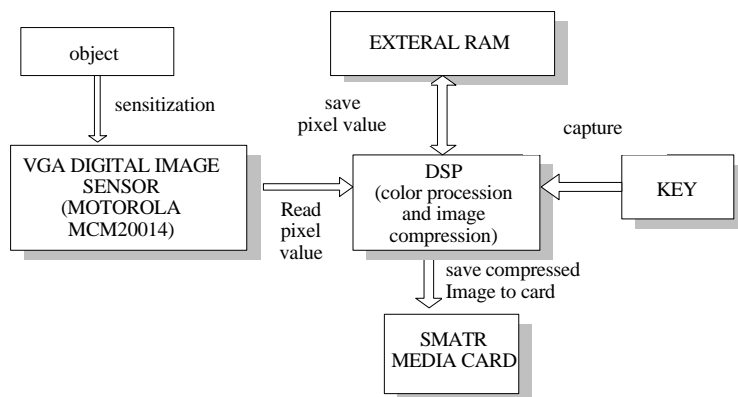 object
EXTERAL RAM
sensitization
save
pixel value
capture
VGA DIGITAL IMAGE
SENSOR
(MOTOROLA
MCM20014)
Read
pixel
value
DSP
(color procession
and image
compression)
KEY
save compressed
Image to card
SMATR
MEDIA CARD